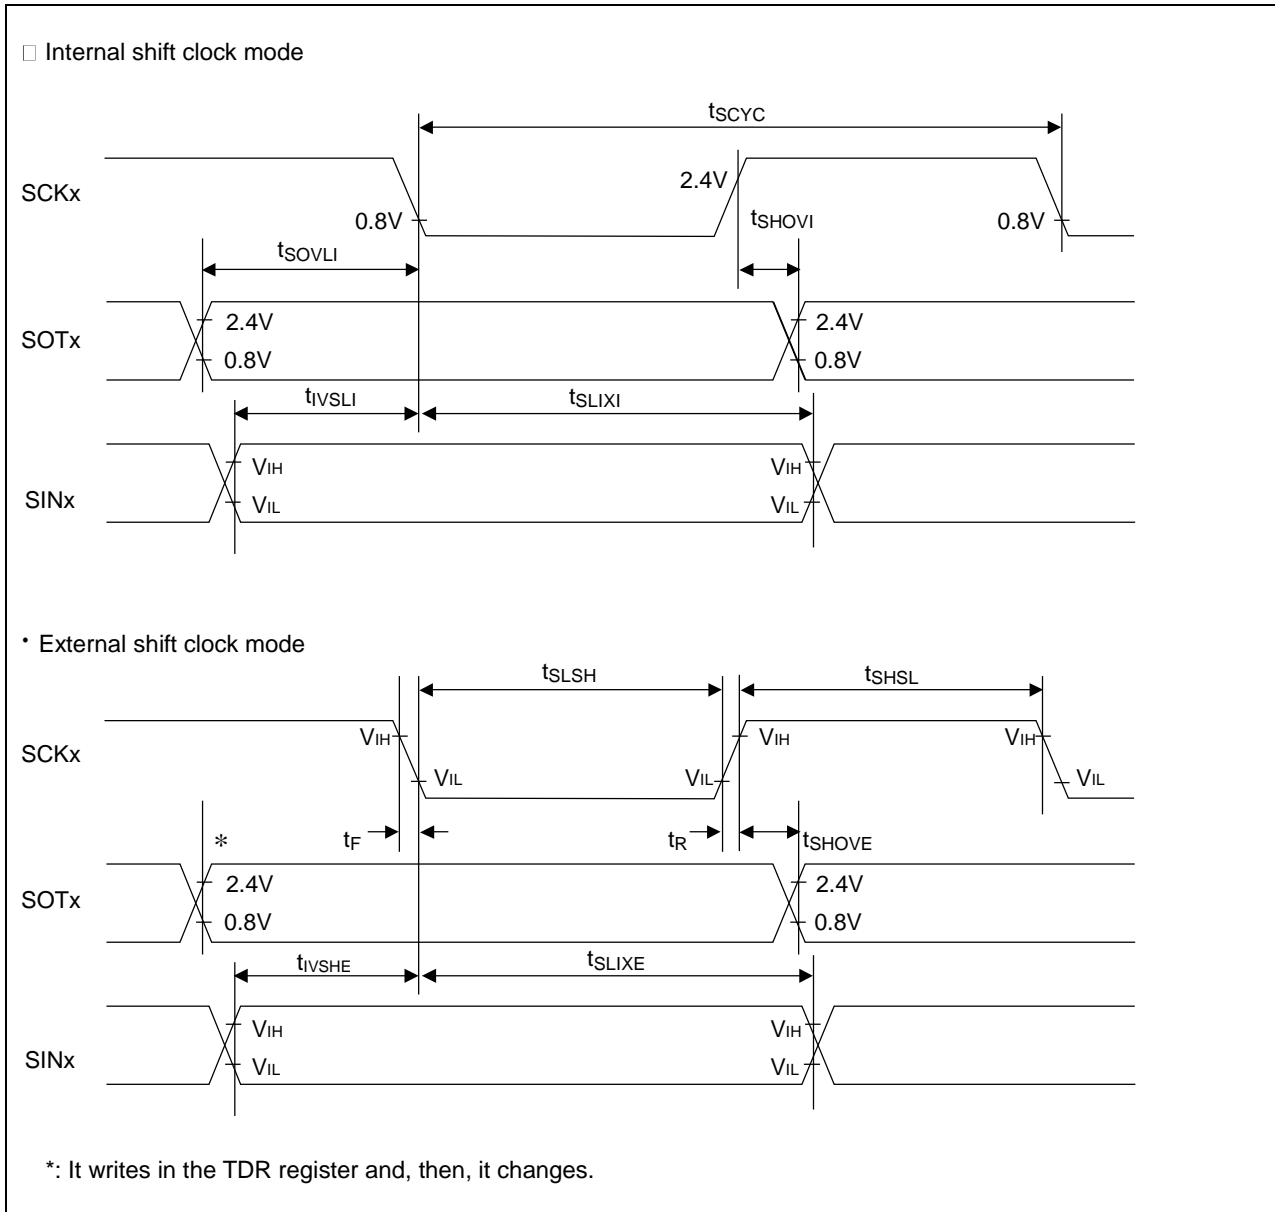 □ Internal shift clock mode
tSCYC
SCKx
2.4V
0.8V
tSHOVI
0.8V
tSOVLI
SOTx
2.4V
0.8V
2.4V
0.8V
tIVSLI
tSLIXI
SINx
VIH
VIL
VIH
VIL
• External shift clock mode
tSLSH
tSHSL
SCKx
VIH
VIL
VIL
VIH
VIH
VIL
*
tF
tR
tSHOVE
SOTx
2.4V
0.8V
2.4V
0.8V
tIVSHE
tSLIXE
SINx
VIH
VIL
VIH
VIL
*: It writes in the TDR register and, then, it changes.